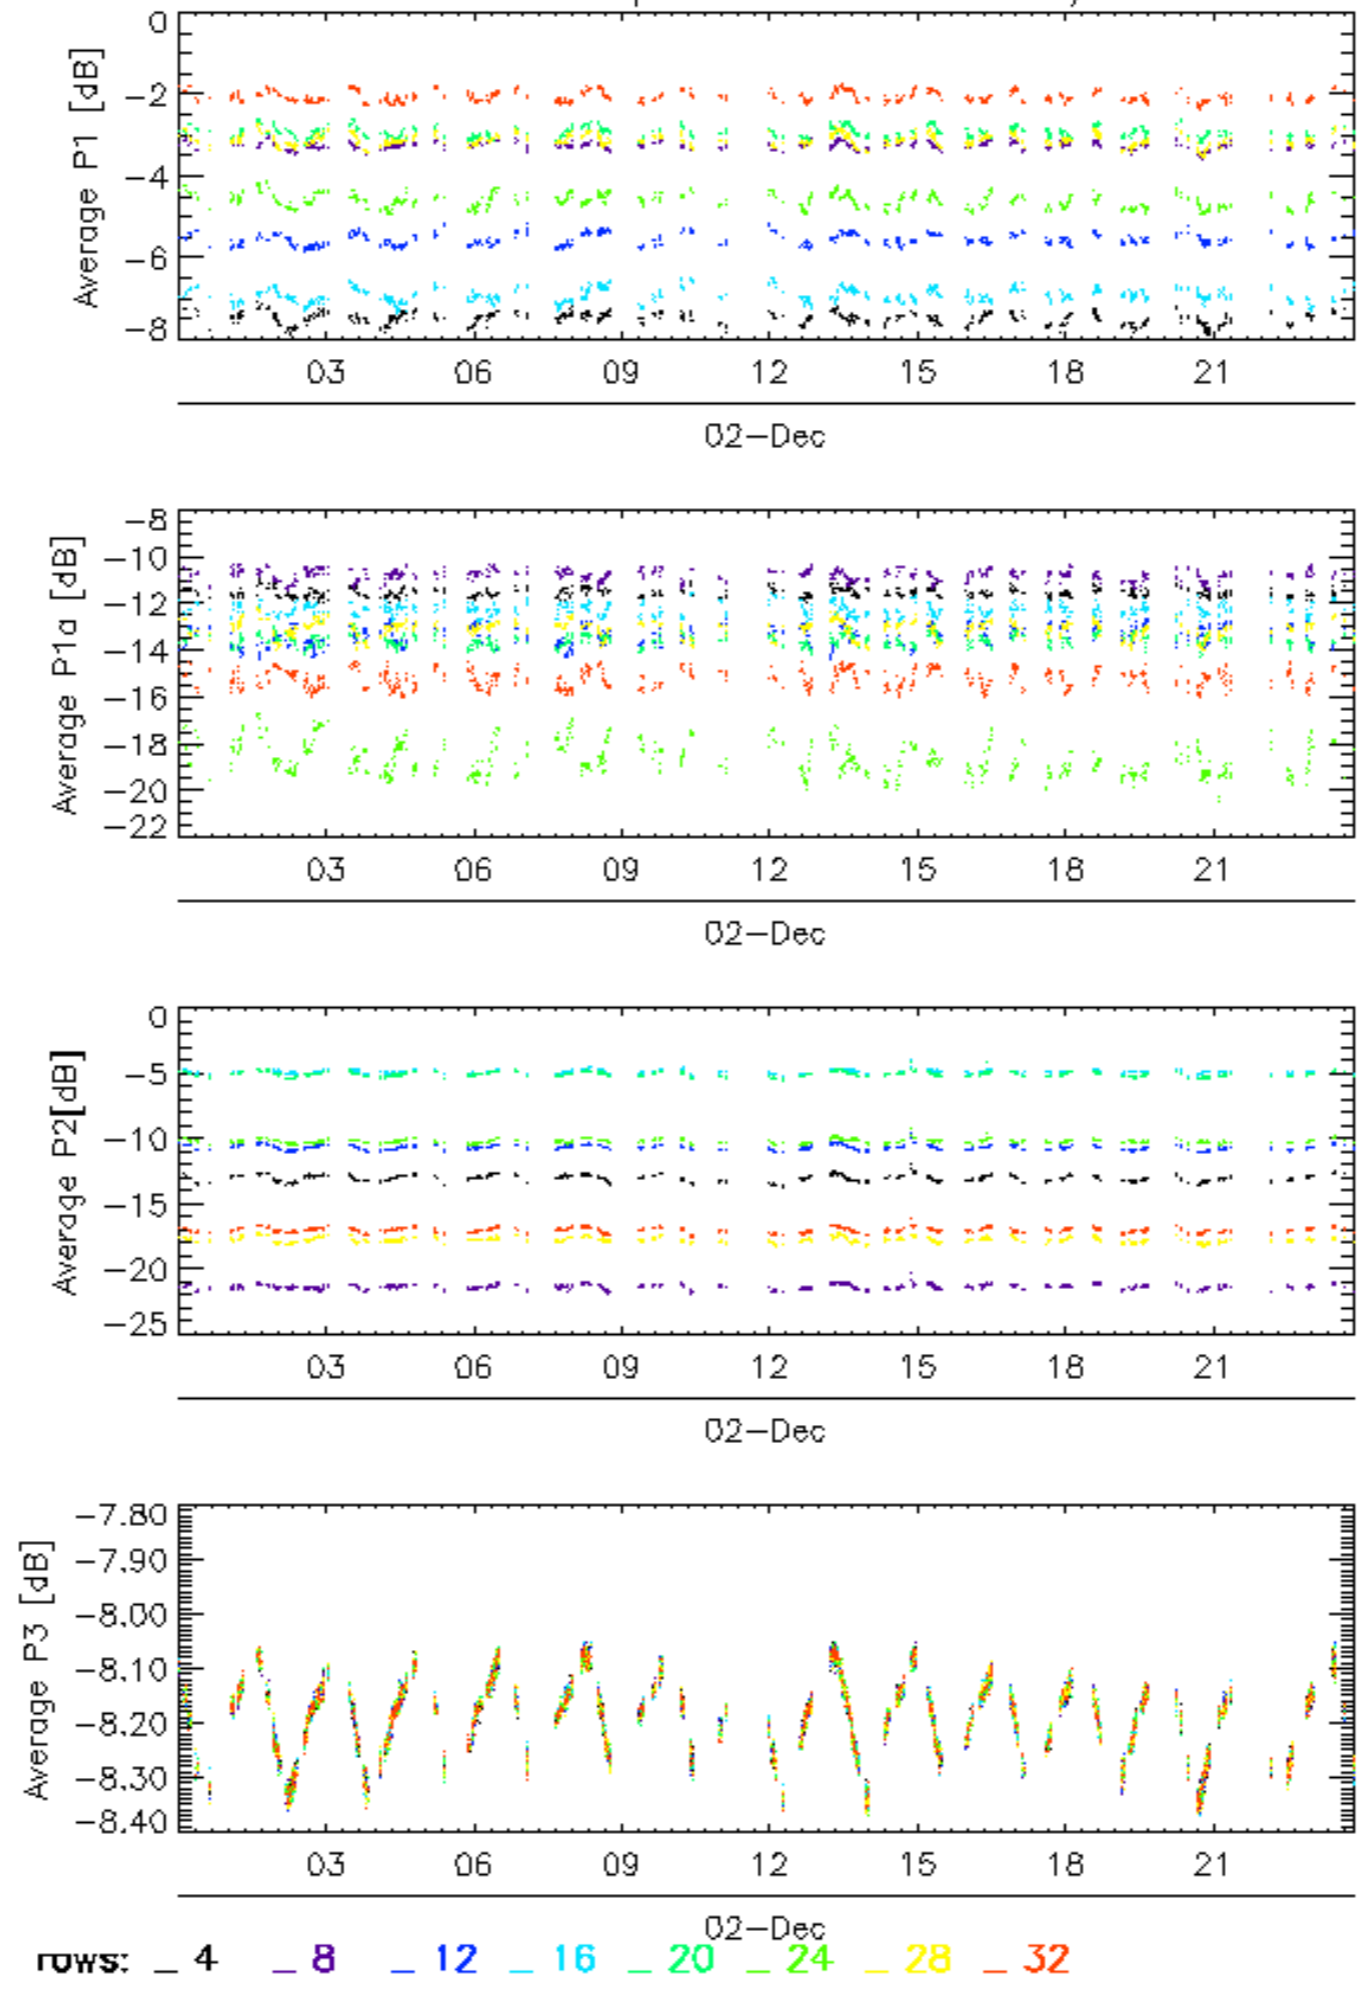 0
−2
−4
−6
−8
Average P1 [dB]
03 06 09 12 15 18 21
02−Dec
−8
−10
−12
−14
−16
−18
−20
−22
Average P1a [dB]
03 06 09 12 15 18 21
02−Dec
0
−5
−10
−15
−20
−25
Average P2[dB]
03 06 09 12 15 18 21
02−Dec
−7.80
−7.90
−8.00
−8.10
−8.20
−8.30
−8.40
Average P3 [dB]
03 06 09 12 15 18 21
02−Dec
rows: _ 4 _ 8 _ 12 _ 16 _ 20 _ 24 _ 28 _ 32